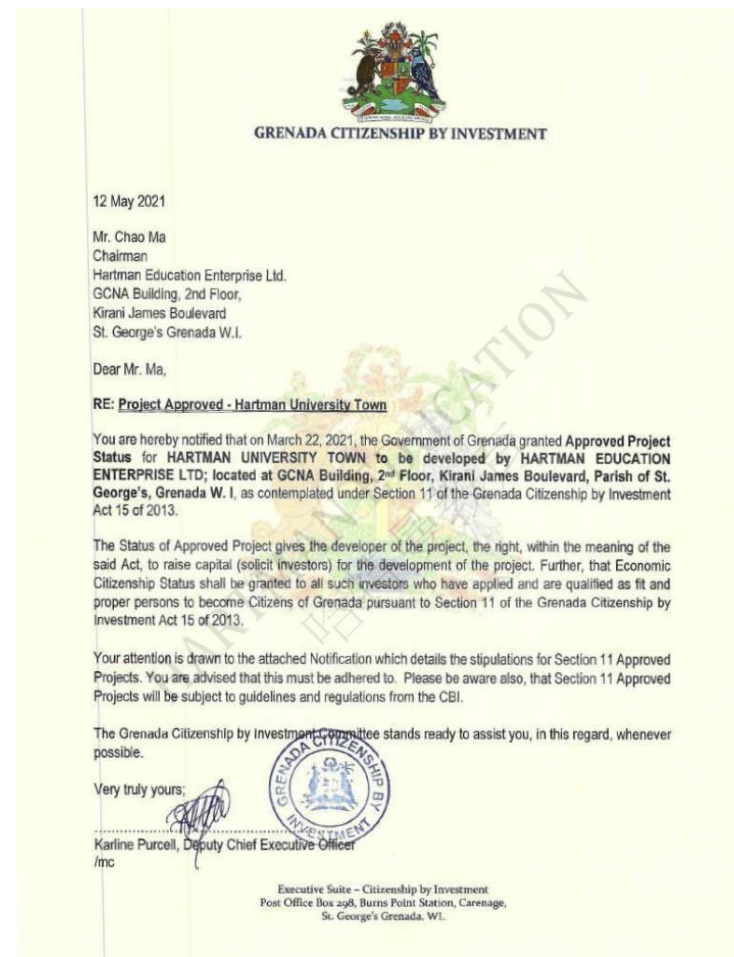 GRENADA CITIZENSHIP BY INVESTMENT
12 May 2021
Mr. Chao Ma
Chairman
Hartman Education Enterprise Ltd.
GCNA Building, 2nd Floor,
Kirani James Boulevard
St. George's Grenada W.I.
Dear Mr. Ma,
RE: Project Approved - Hartman University Town
You are hereby notified that on March 22, 2021, the Government of Grenada granted Approved Project
Status for HARTMAN UNIVERSITY TOWN to be developed by HARTMAN EDUCATION
ENTERPRISE LTD; located at GCNA Building, 2nd Floor, Kirani James Boulevard, Parish of St.
George's, Grenada W. I, as contemplated under Section 11 of the Grenada Citizenship by Investment
Act 15 of 2013.
The Status of Approved Project gives the developer of the project, the right, within the meaning of the
said Act, to raise capital (solicit investors) for the development of the project. Further, that Economic
Citizenship Status shall be granted to all such investors who have applied and are qualified as fit and
proper persons to become Citizens of Grenada pursuant to Section 11 of the Grenada Citizenship by
Investment Act 15 of 2013.
Your attention is drawn to the attached Notification which details the stipulations for Section 11 Approved
Projects. You are advised that this must be adhered to. Please be aware also, that Section 11 Approved
Projects will be subject to guidelines and regulations from the CBI.
The Grenada Citizenship by Investment Committee stands ready to assist you, in this regard, whenever
possible.
Very truly yours;
GRENADA CITIZENSHIP BY INVESTMENT
Karline Purcell, Deputy Chief Executive Officer
/mc
Executive Suite – Citizenship by Investment
Post Office Box 298, Burns Point Station, Carenage,
St. George's Grenada. WI.
HARTMAN EDUCATION